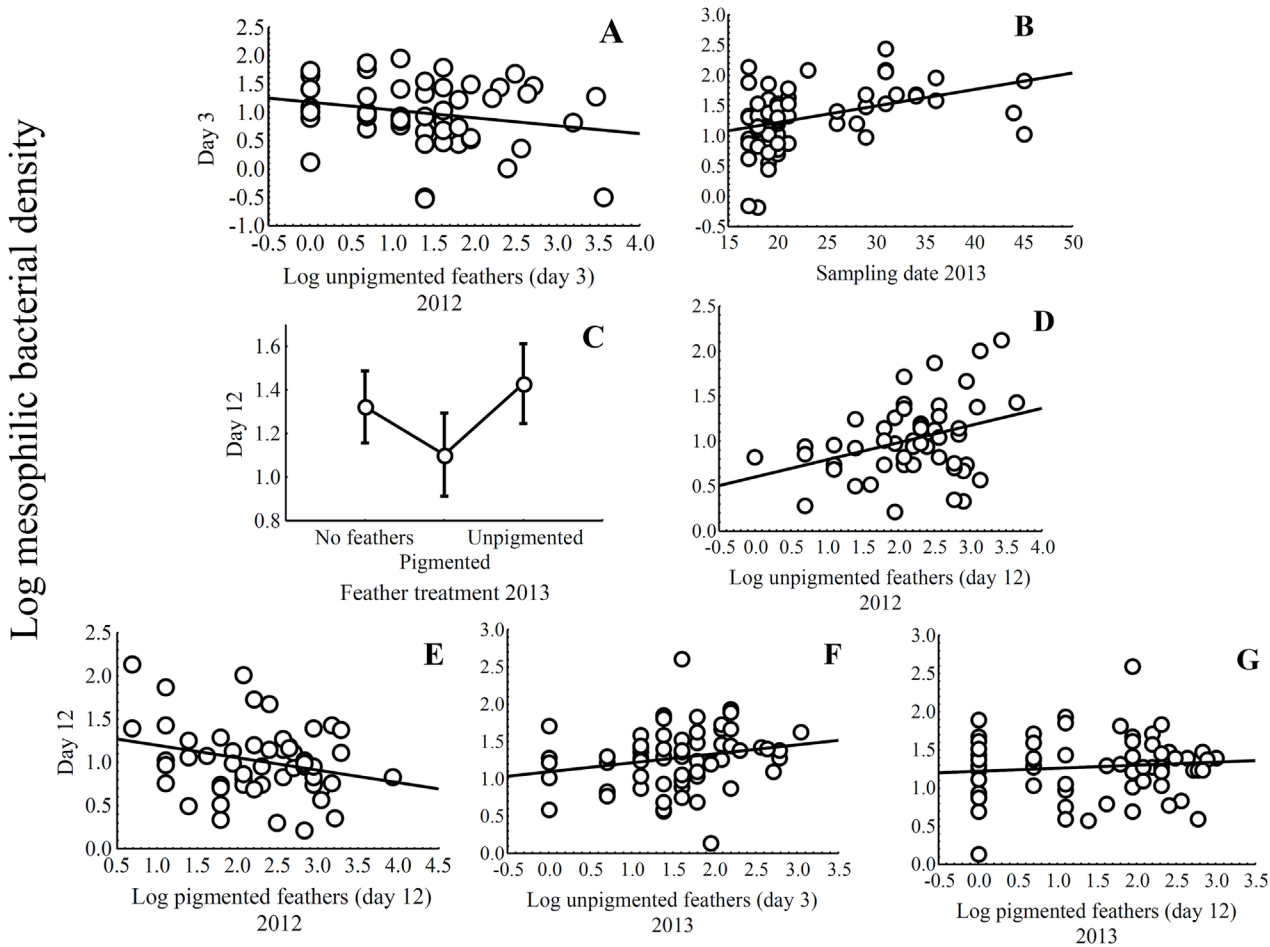 Log mesophilic bacterial density
A
2.5
2.0
1.5
1.0
0.5
0.0
-0.5
-1.0
Day 3
-0.5 0.0 0.5 1.0 1.5 2.0 2.5 3.0 3.5 4.0
Log unpigmented feathers (day 3)
2012
B
3.0
2.5
2.0
1.5
1.0
0.5
0.0
-0.5
15 20 25 30 35 40 45 50
Sampling date 2013
C
1.6
1.4
1.2
1.0
0.8
Day 12
No feathers Unpigmented
Pigmented
Feather treatment 2013
D
2.5
2.0
1.5
1.0
0.5
0.0
-0.5 0.0 0.5 1.0 1.5 2.0 2.5 3.0 3.5 4.0
Log unpigmented feathers (day 12)
2012
E
2.5
2.0
1.5
1.0
0.5
0.0
Day 12
0.5 1.0 1.5 2.0 2.5 3.0 3.5 4.0 4.5
Log pigmented feathers (day 12)
2012
F
3.0
2.5
2.0
1.5
1.0
0.5
0.0
-0.5 0.0 0.5 1.0 1.5 2.0 2.5 3.0 3.5
Log unpigmented feathers (day 3)
2013
G
3.0
2.5
2.0
1.5
1.0
0.5
0.0
-0.5 0.0 0.5 1.0 1.5 2.0 2.5 3.0 3.5
Log pigmented feathers (day 12)
2013